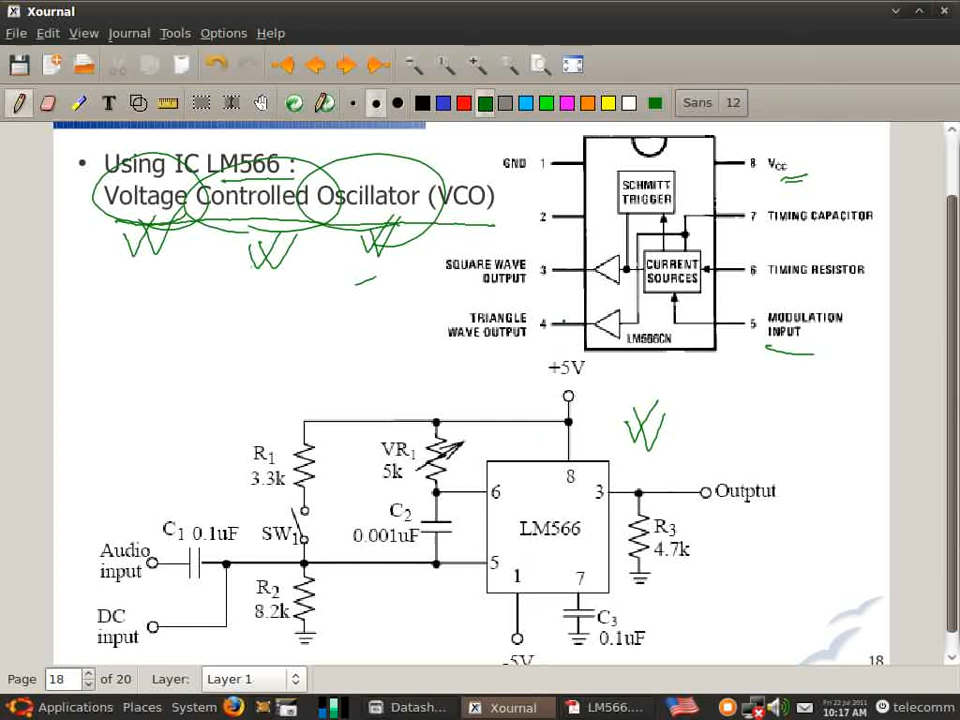 Xournal
File Edit View Journal Tools Options Help
Sans 12
• Using IC LM566 :
Voltage Controlled Oscillator (VCO)
GND 1
2
SQUARE WAVE OUTPUT 3
TRIANGLE WAVE OUTPUT 4
SCHMITT TRIGGER
CURRENT SOURCES
LM566CN
8 VCC
7 TIMING CAPACITOR
6 TIMING RESISTOR
5 MODULATION INPUT
+5V
R1
3.3k
VR1
5k
8
6
3
Outptut
C2
0.001uF
LM566
R3
4.7k
C1 0.1uF
SW1
Audio input
5
1
7
R2
8.2k
DC input
C3
0.1uF
-5V
18
Page 18 of 20 Layer: Layer 1
Applications Places System
Datash...
Xournal
LM566....
Fri 22 Jul 2011
10:17 AM
telecomm